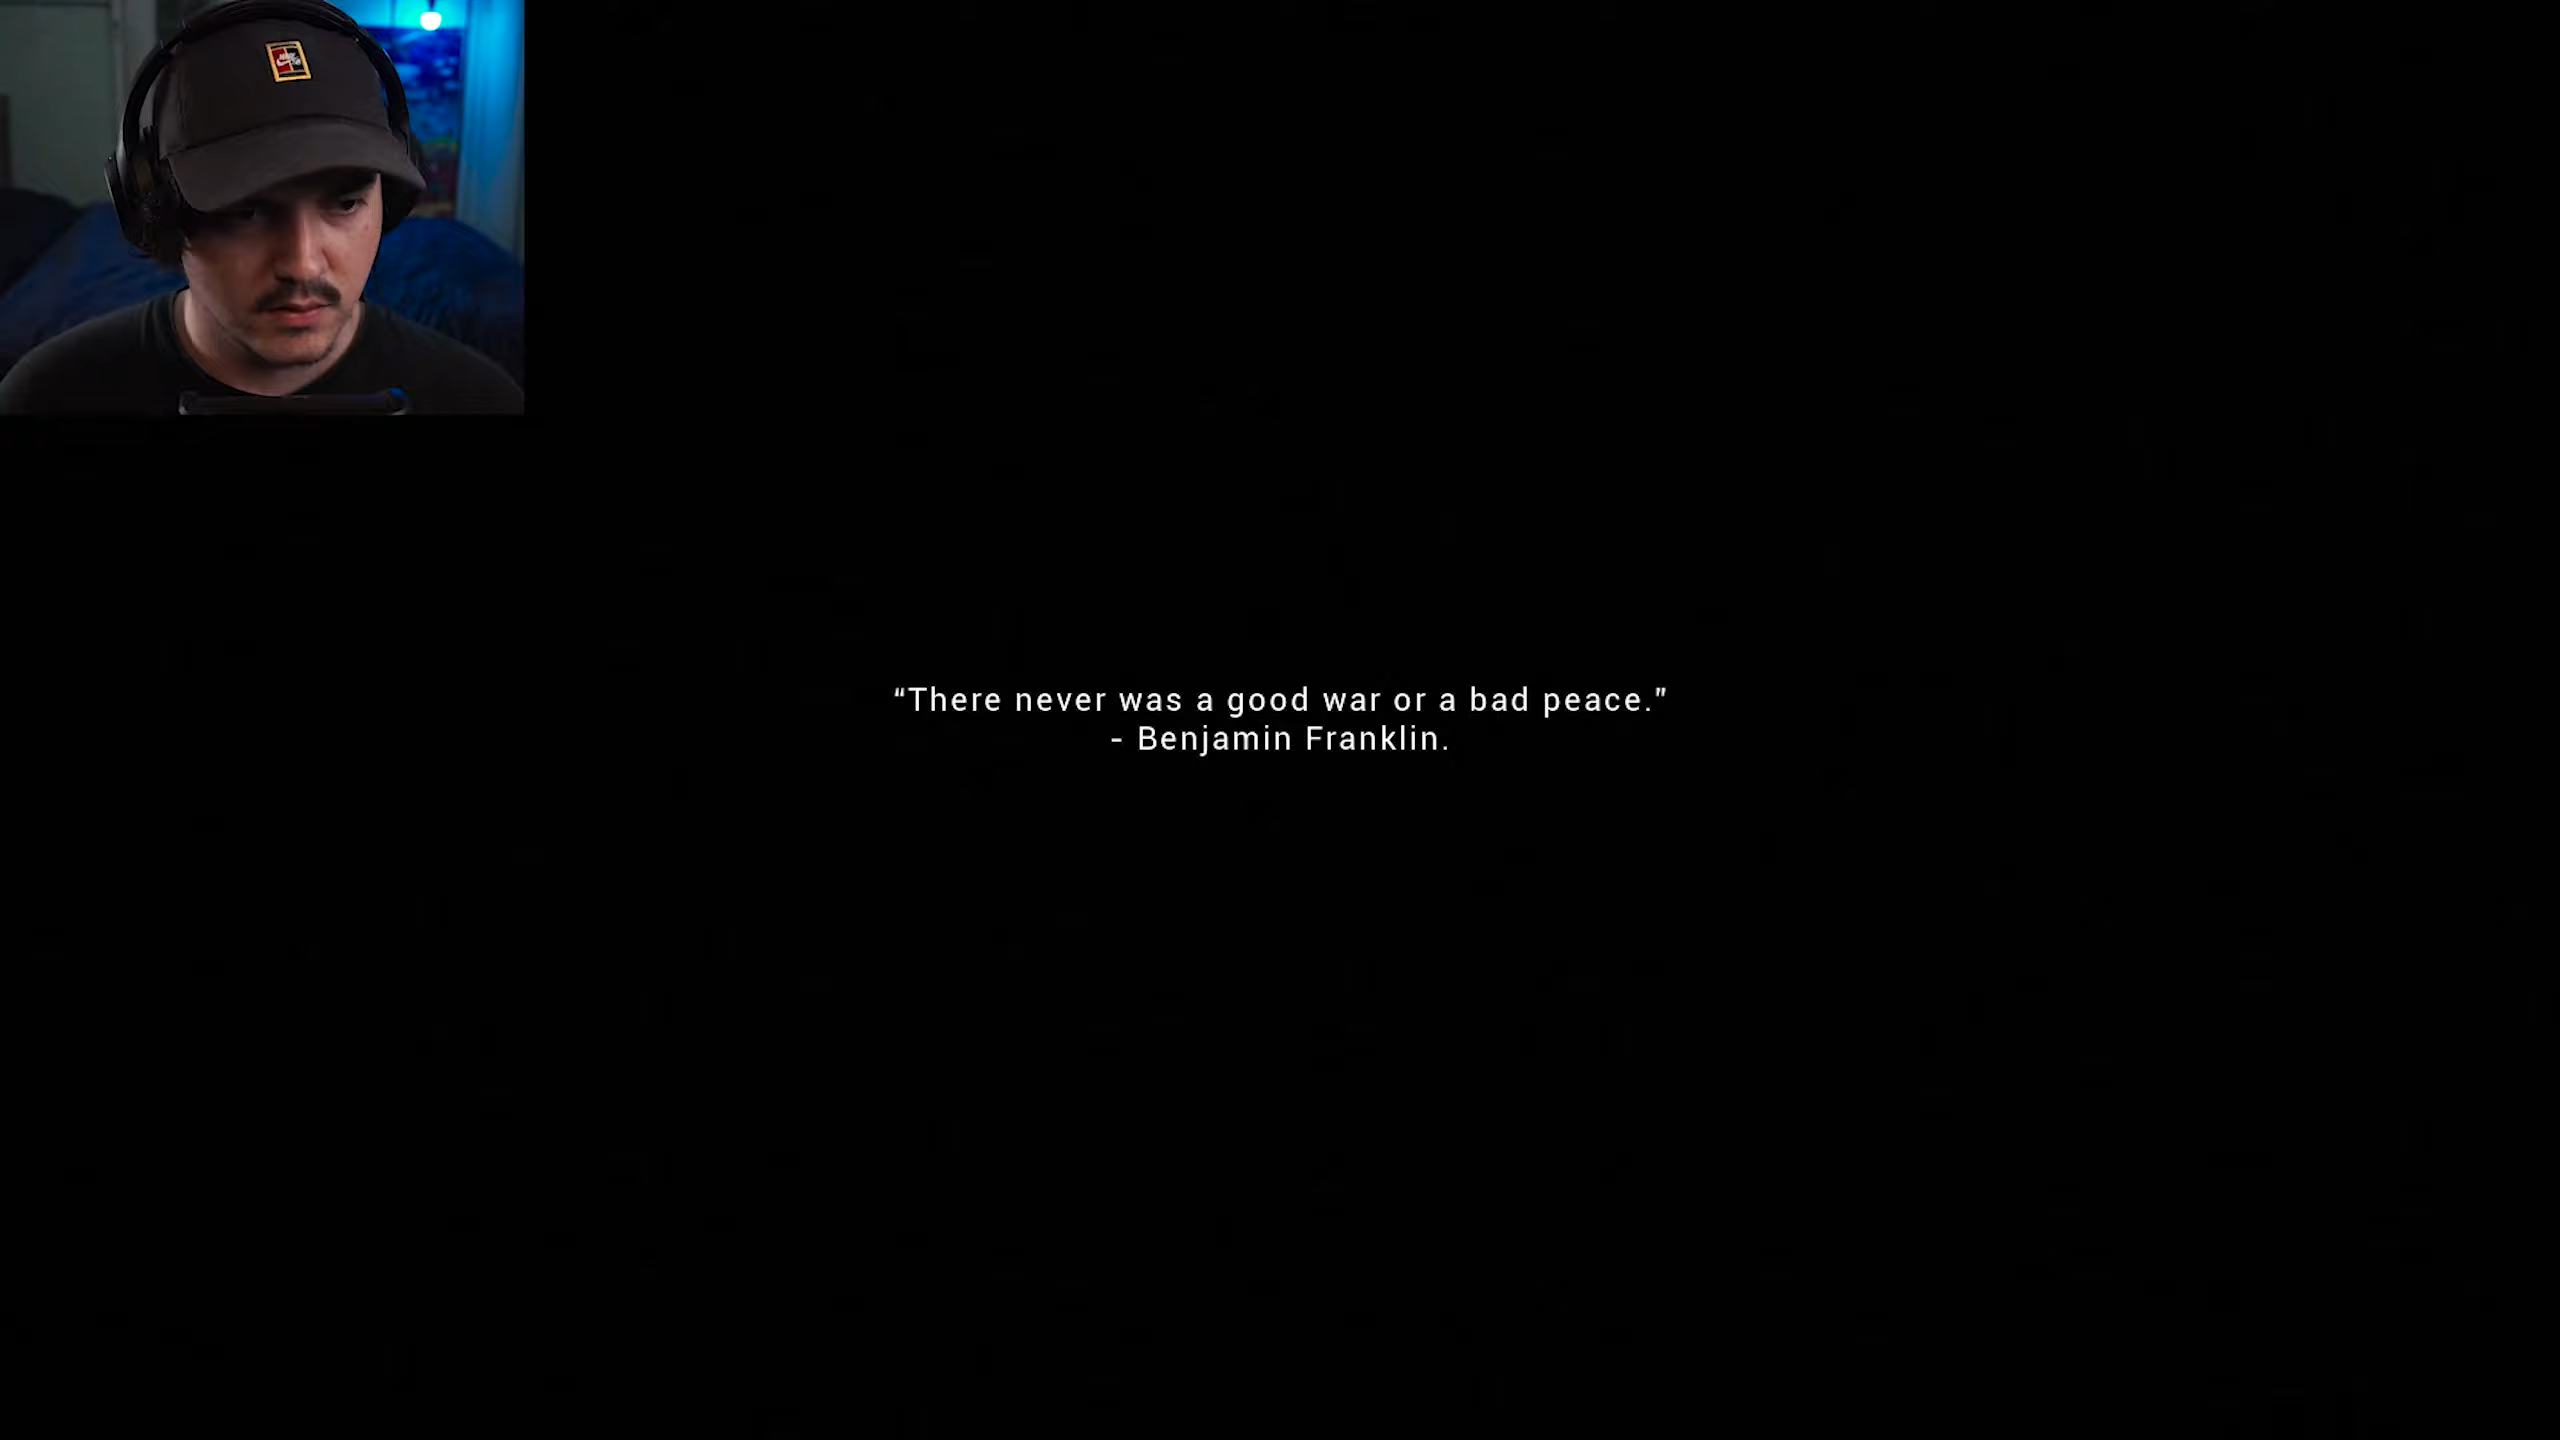 “There never was a good war or a bad peace.”
- Benjamin Franklin.